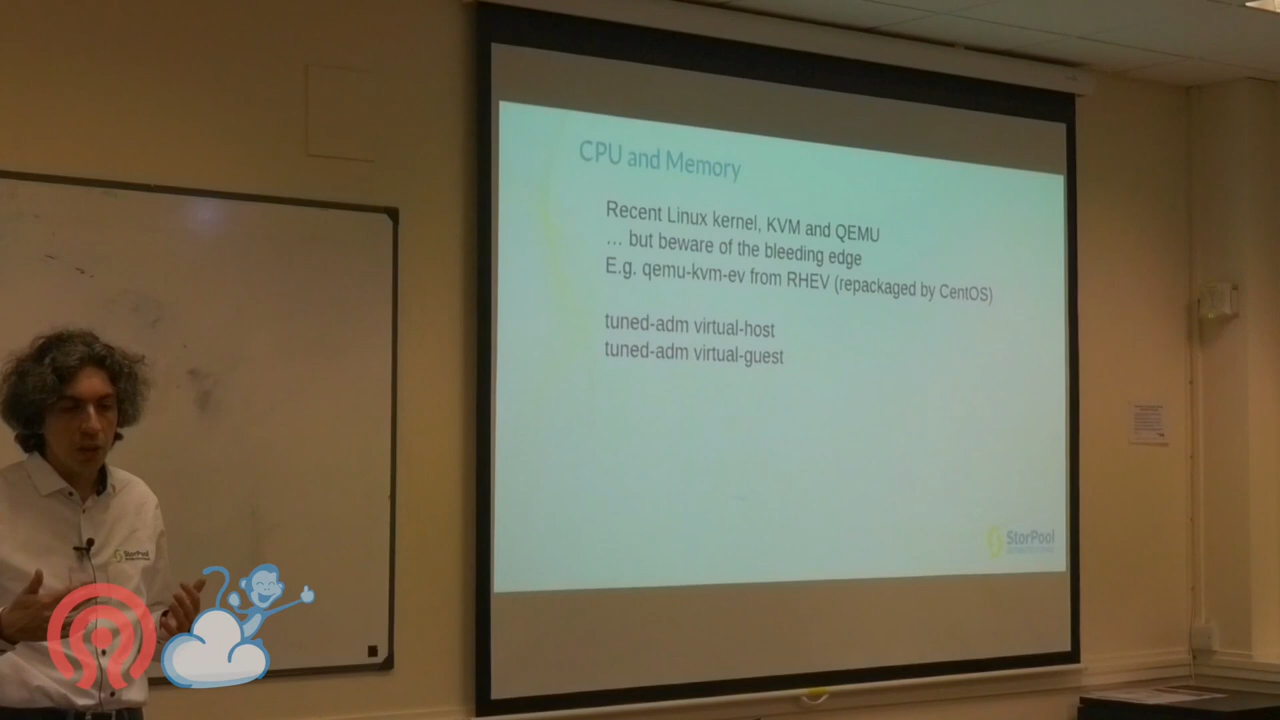 CPU and Memory
Recent Linux kernel, KVM and QEMU
... but beware of the bleeding edge
E.g. qemu-kvm-ev from RHEV (repackaged by CentOS)
tuned-adm virtual-host
tuned-adm virtual-guest
StorPool
StorPool